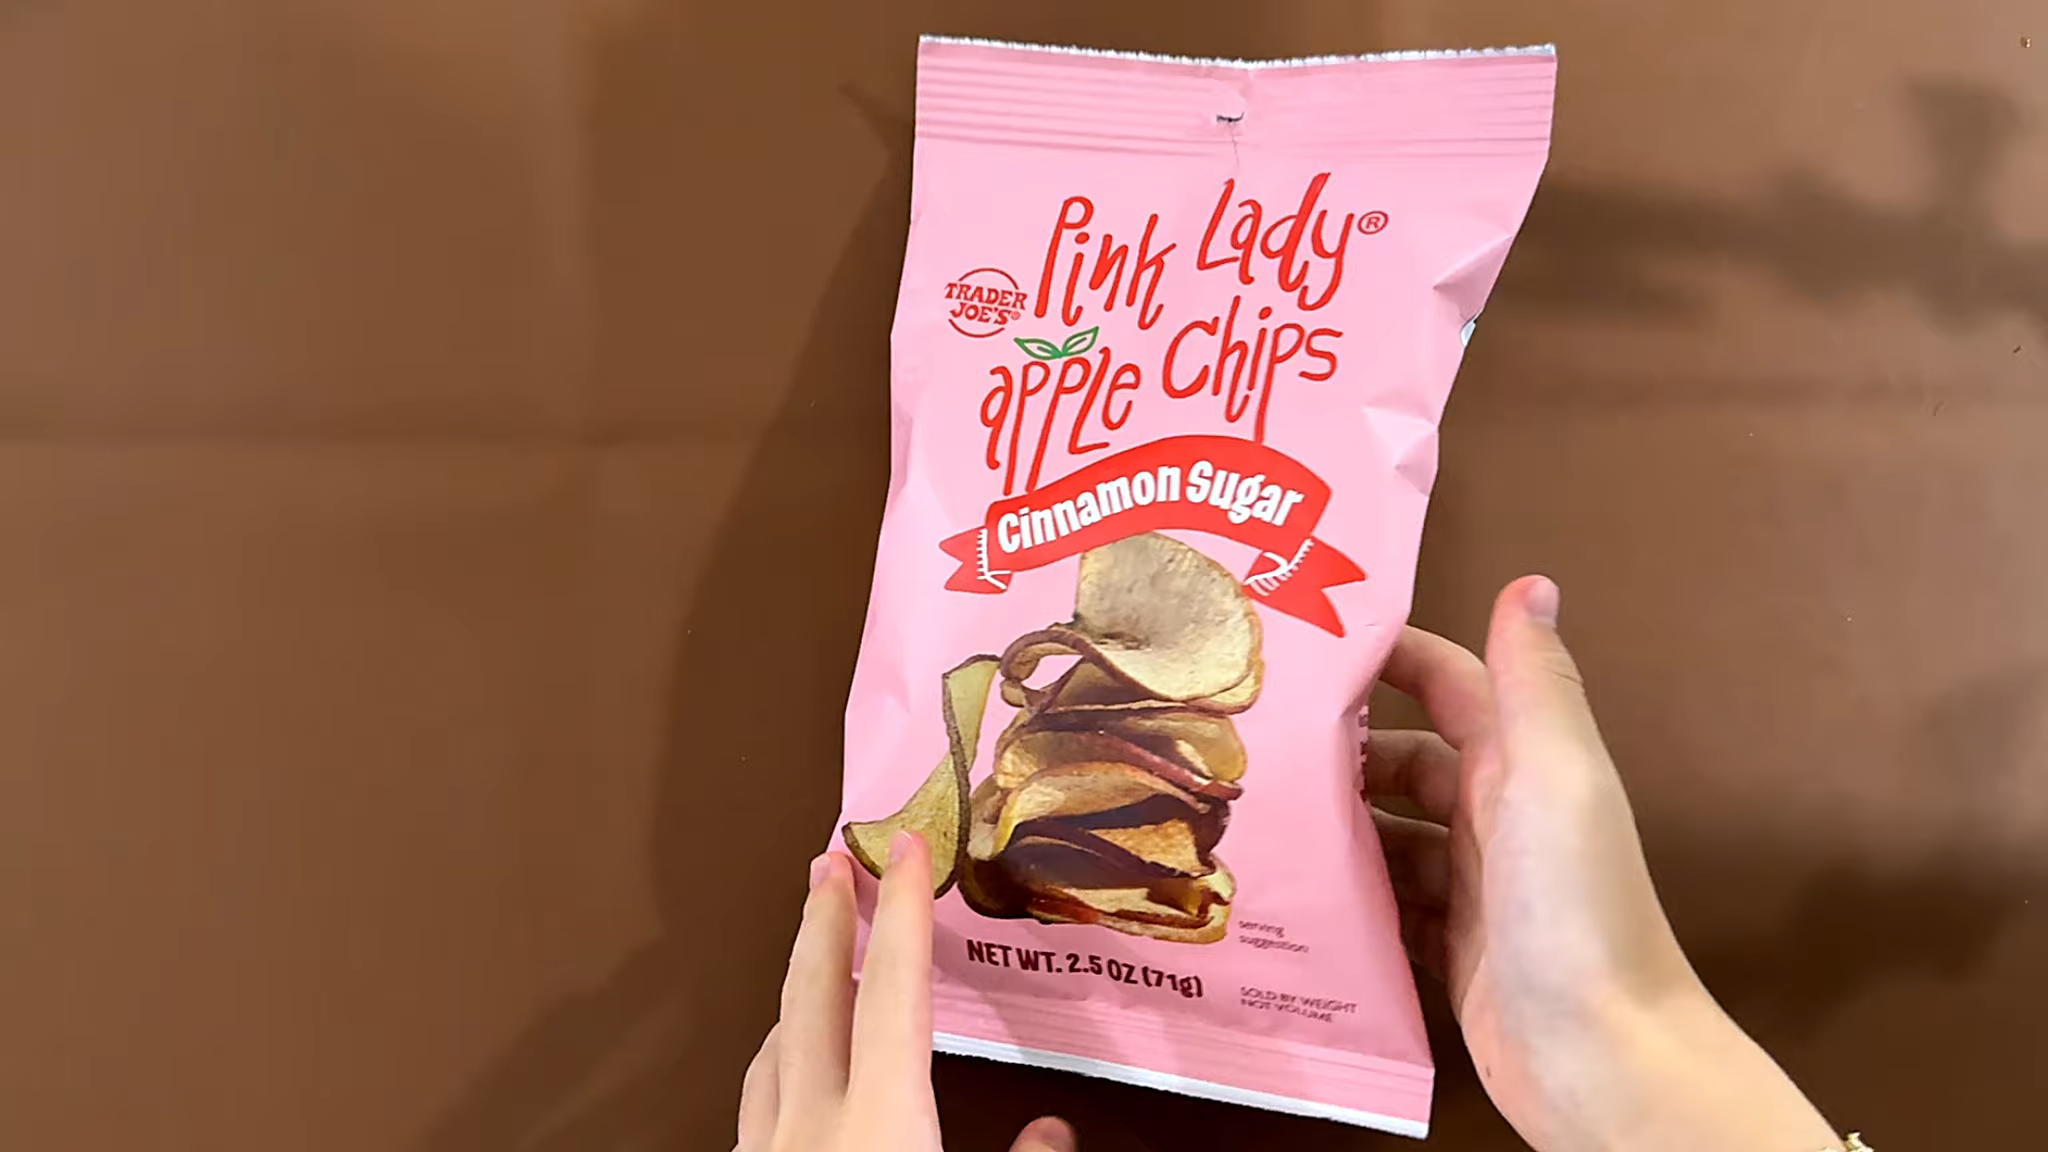 Pink Lady®
TRADER
JOE'S®
apple Chips
Cinnamon Sugar
serving
suggestion
NET WT. 2.5 OZ (71g)
SOLD BY WEIGHT
NOT VOLUME